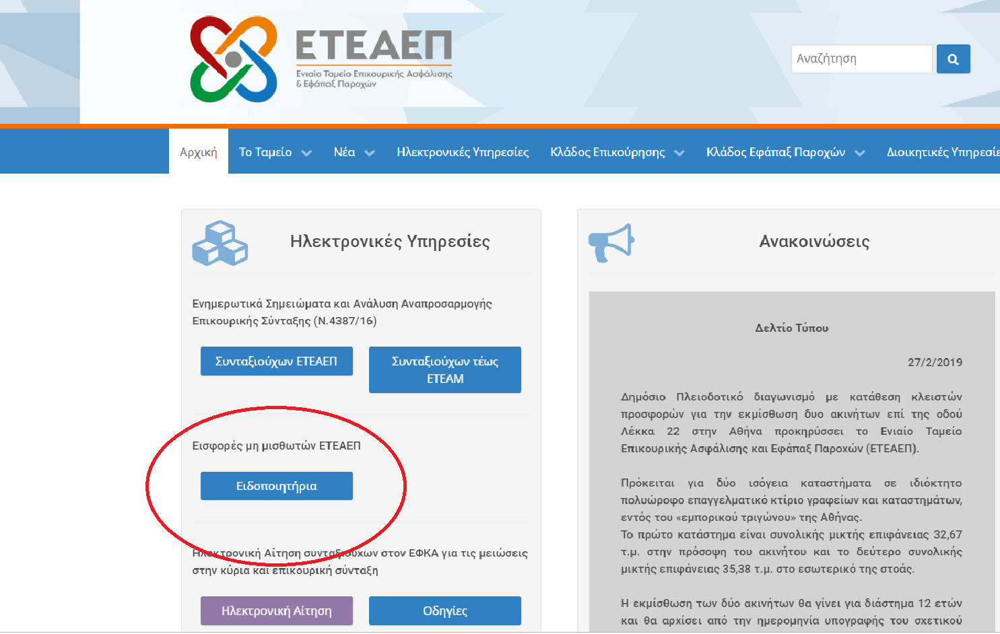 ΕΤΕΑΕΠ
Ενιαίο Ταμείο Επικουρικής Ασφάλισης
& Εφάπαξ Παροχών
Αναζήτηση
Αρχική
Το Ταμείο
Νέα
Ηλεκτρονικές Υπηρεσίες
Κλάδος Επικούρησης
Κλάδος Εφάπαξ Παροχών
Διοικητικές Υπηρεσίε
Ηλεκτρονικές Υπηρεσίες
Ενημερωτικά Σημειώματα και Ανάλυση Αναπροσαρμογής
Επικουρικής Σύνταξης (Ν.4387/16)
Συνταξιούχων ΕΤΕΑΕΠ
Συνταξιούχων τέως
ΕΤΕΑΜ
Εισφορές μη μισθωτών ΕΤΕΑΕΠ
Ειδοποιητήρια
Ηλεκτρονική Αίτηση συνταξιούχων στον ΕΦΚΑ για τις μειώσεις
στην κύρια και επικουρική σύνταξη
Ηλεκτρονική Αίτηση
Οδηγίες
Ανακοινώσεις
Δελτίο Τύπου
27/2/2019
Δημόσιο Πλειοδοτικό διαγωνισμό με κατάθεση κλειστών
προσφορών για την εκμίσθωση δυο ακινήτων επί της οδού
Λέκκα 22 στην Αθήνα προκηρύσσει το Ενιαίο Ταμείο
Επικουρικής Ασφάλισης και Εφάπαξ Παροχών (ΕΤΕΑΕΠ).
Πρόκειται για δύο ισόγεια καταστήματα σε ιδιόκτητο
πολυώροφο επαγγελματικό κτίριο γραφείων και καταστημάτων,
εντός του «εμπορικού τριγώνου» της Αθήνας.
Το πρώτο κατάστημα είναι συνολικής μικτής επιφάνειας 32,67
τ.μ. στην πρόσοψη του ακινήτου και το δεύτερο συνολικής
μικτής επιφάνειας 35,38 τ.μ. στο εσωτερικό της στοάς.
Η εκμίσθωση των δύο ακινήτων θα γίνει για διάστημα 12 ετών
και θα αρχίσει από την ημερομηνία υπογραφής του σχετικού